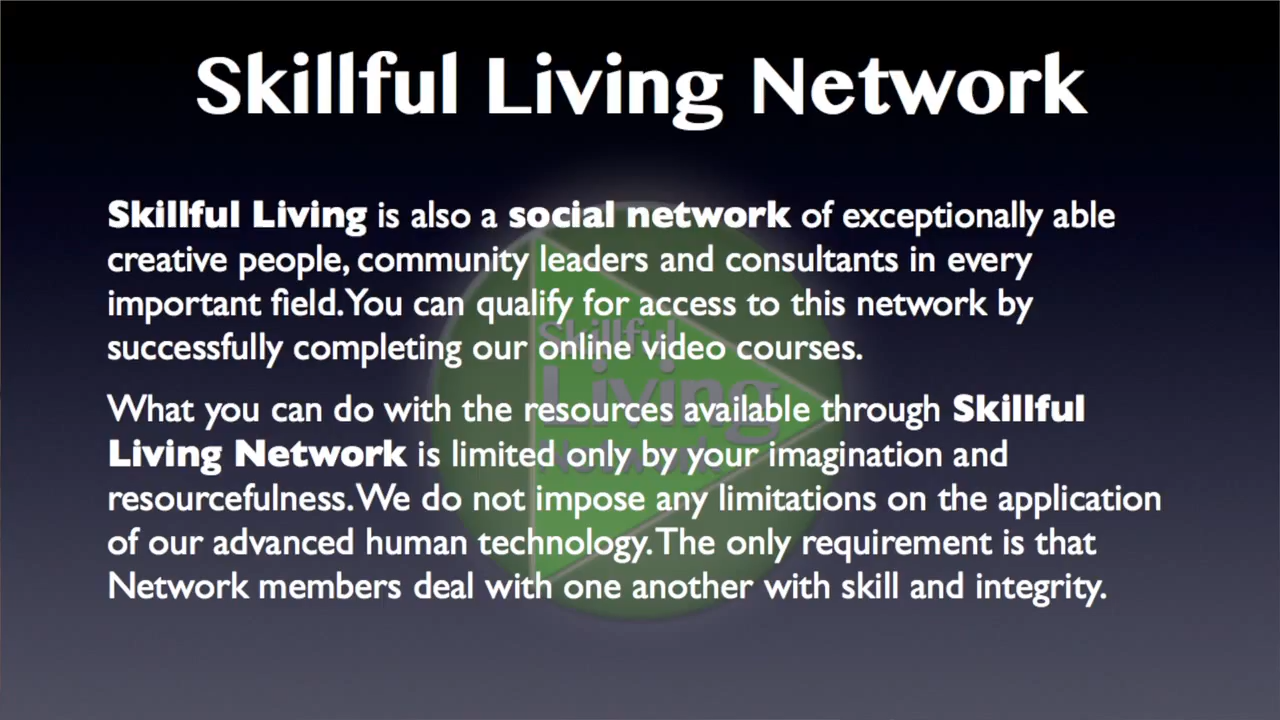 Skillful Living Network
Skillful Living is also a social network of exceptionally able
creative people, community leaders and consultants in every
important field. You can qualify for access to this network by
successfully completing our online video courses.
What you can do with the resources available through Skillful
Living Network is limited only by your imagination and
resourcefulness. We do not impose any limitations on the application
of our advanced human technology. The only requirement is that
Network members deal with one another with skill and integrity.
Skillful
Living
Network